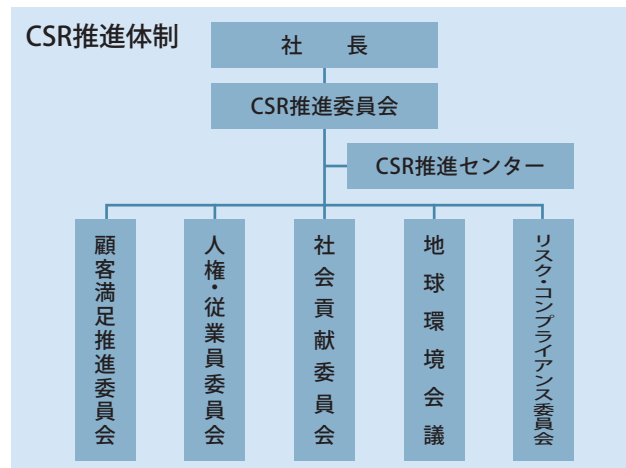 CSR推進体制
社　長
CSR推進委員会
CSR推進センター
顧客満足推進委員会
人権・従業員委員会
社会貢献委員会
地球環境会議
リスク・コンプライアンス委員会